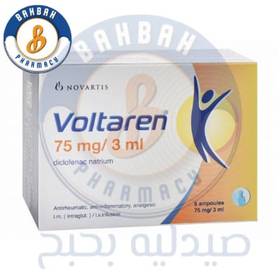 BAHBAH
PHARMACY
NOVARTIS
Voltaren
75 mg/ 3 ml
diclofenac natrium
Antirheumatic, antiinflammatory, analgesic
5 ampoules
75 mg/ 3 ml
صيدليه بحبح